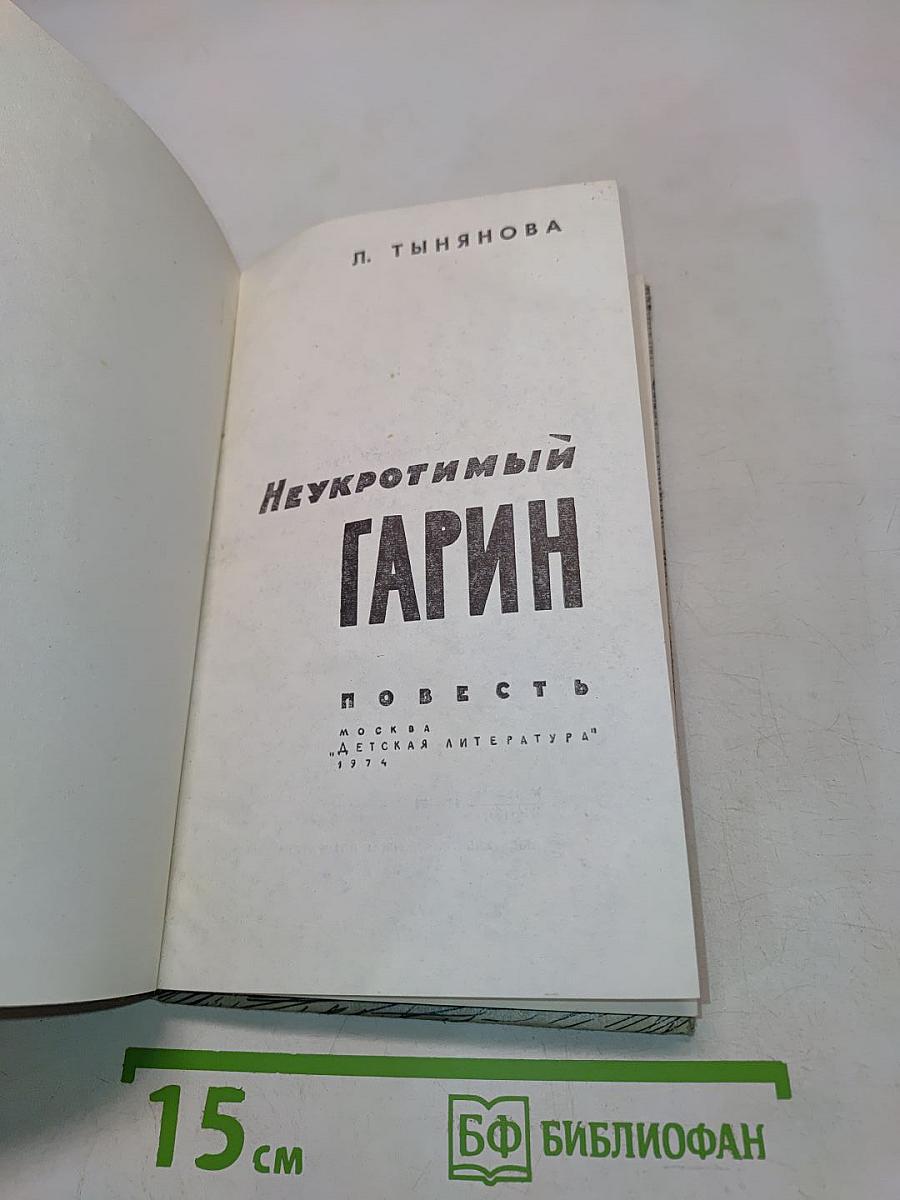 Л. ТЫНЯНОВА
НЕУКРОТИМЫЙ
ГАРИН
ПОВЕСТЬ
МОСКВА
„ДЕТСКАЯ ЛИТЕРАТУРА"
1974
15 см
БФ БИБЛИОФАН